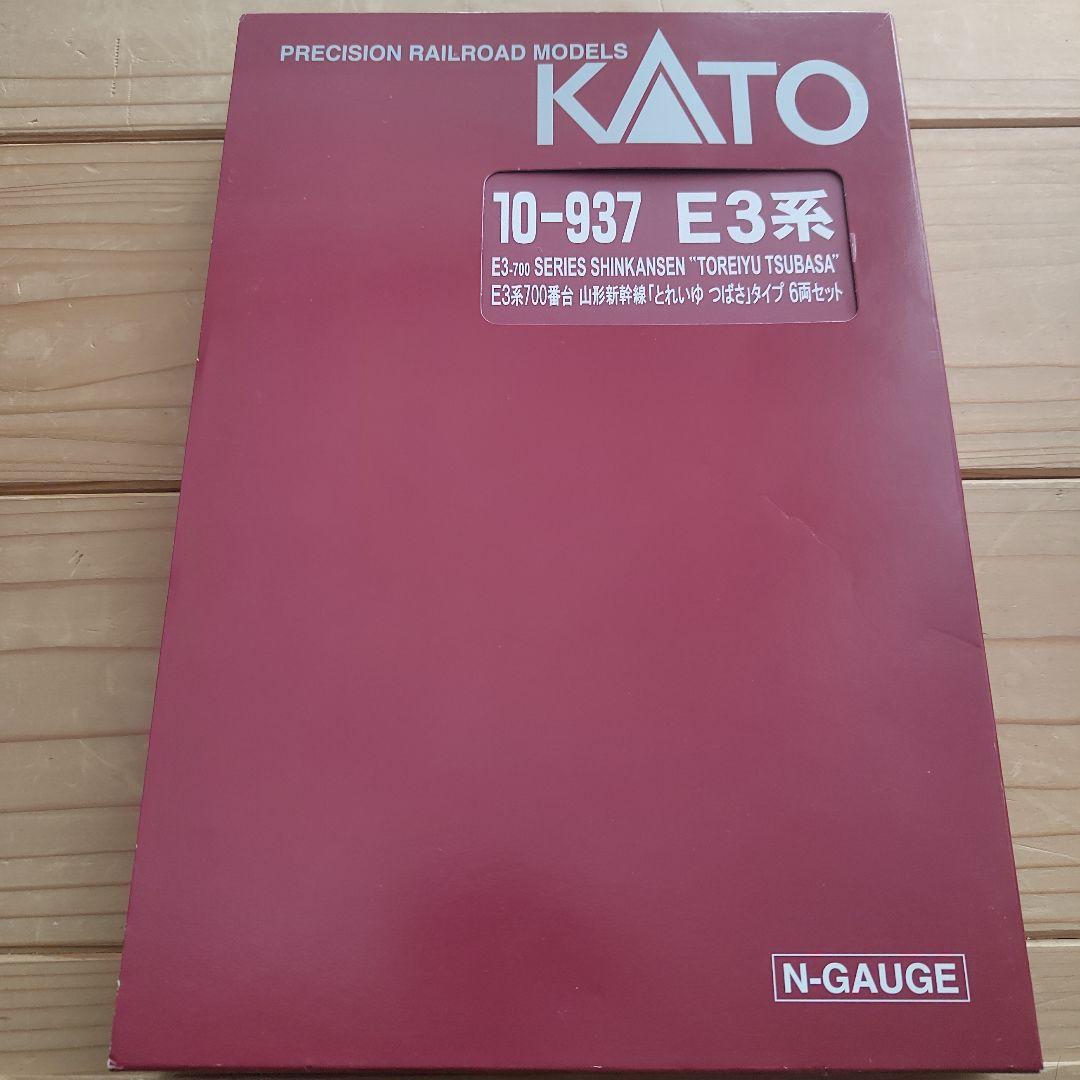 PRECISION RAILROAD MODELS
KATO
10-937 E3系
E3-700 SERIES SHINKANSEN "TOREIYU TSUBASA"
E3系700番台 山形新幹線「とれいゆ つばさ」タイプ 6両セット
N-GAUGE